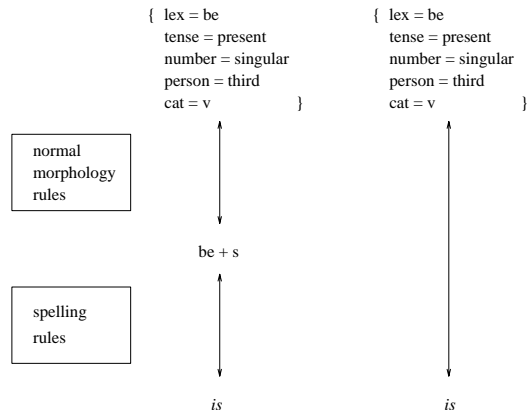 { lex = be
tense = present
number = singular
person = third
cat = v }
{ lex = be
tense = present
number = singular
person = third
cat = v }
normal
morphology
rules
be + s
spelling
rules
is
is